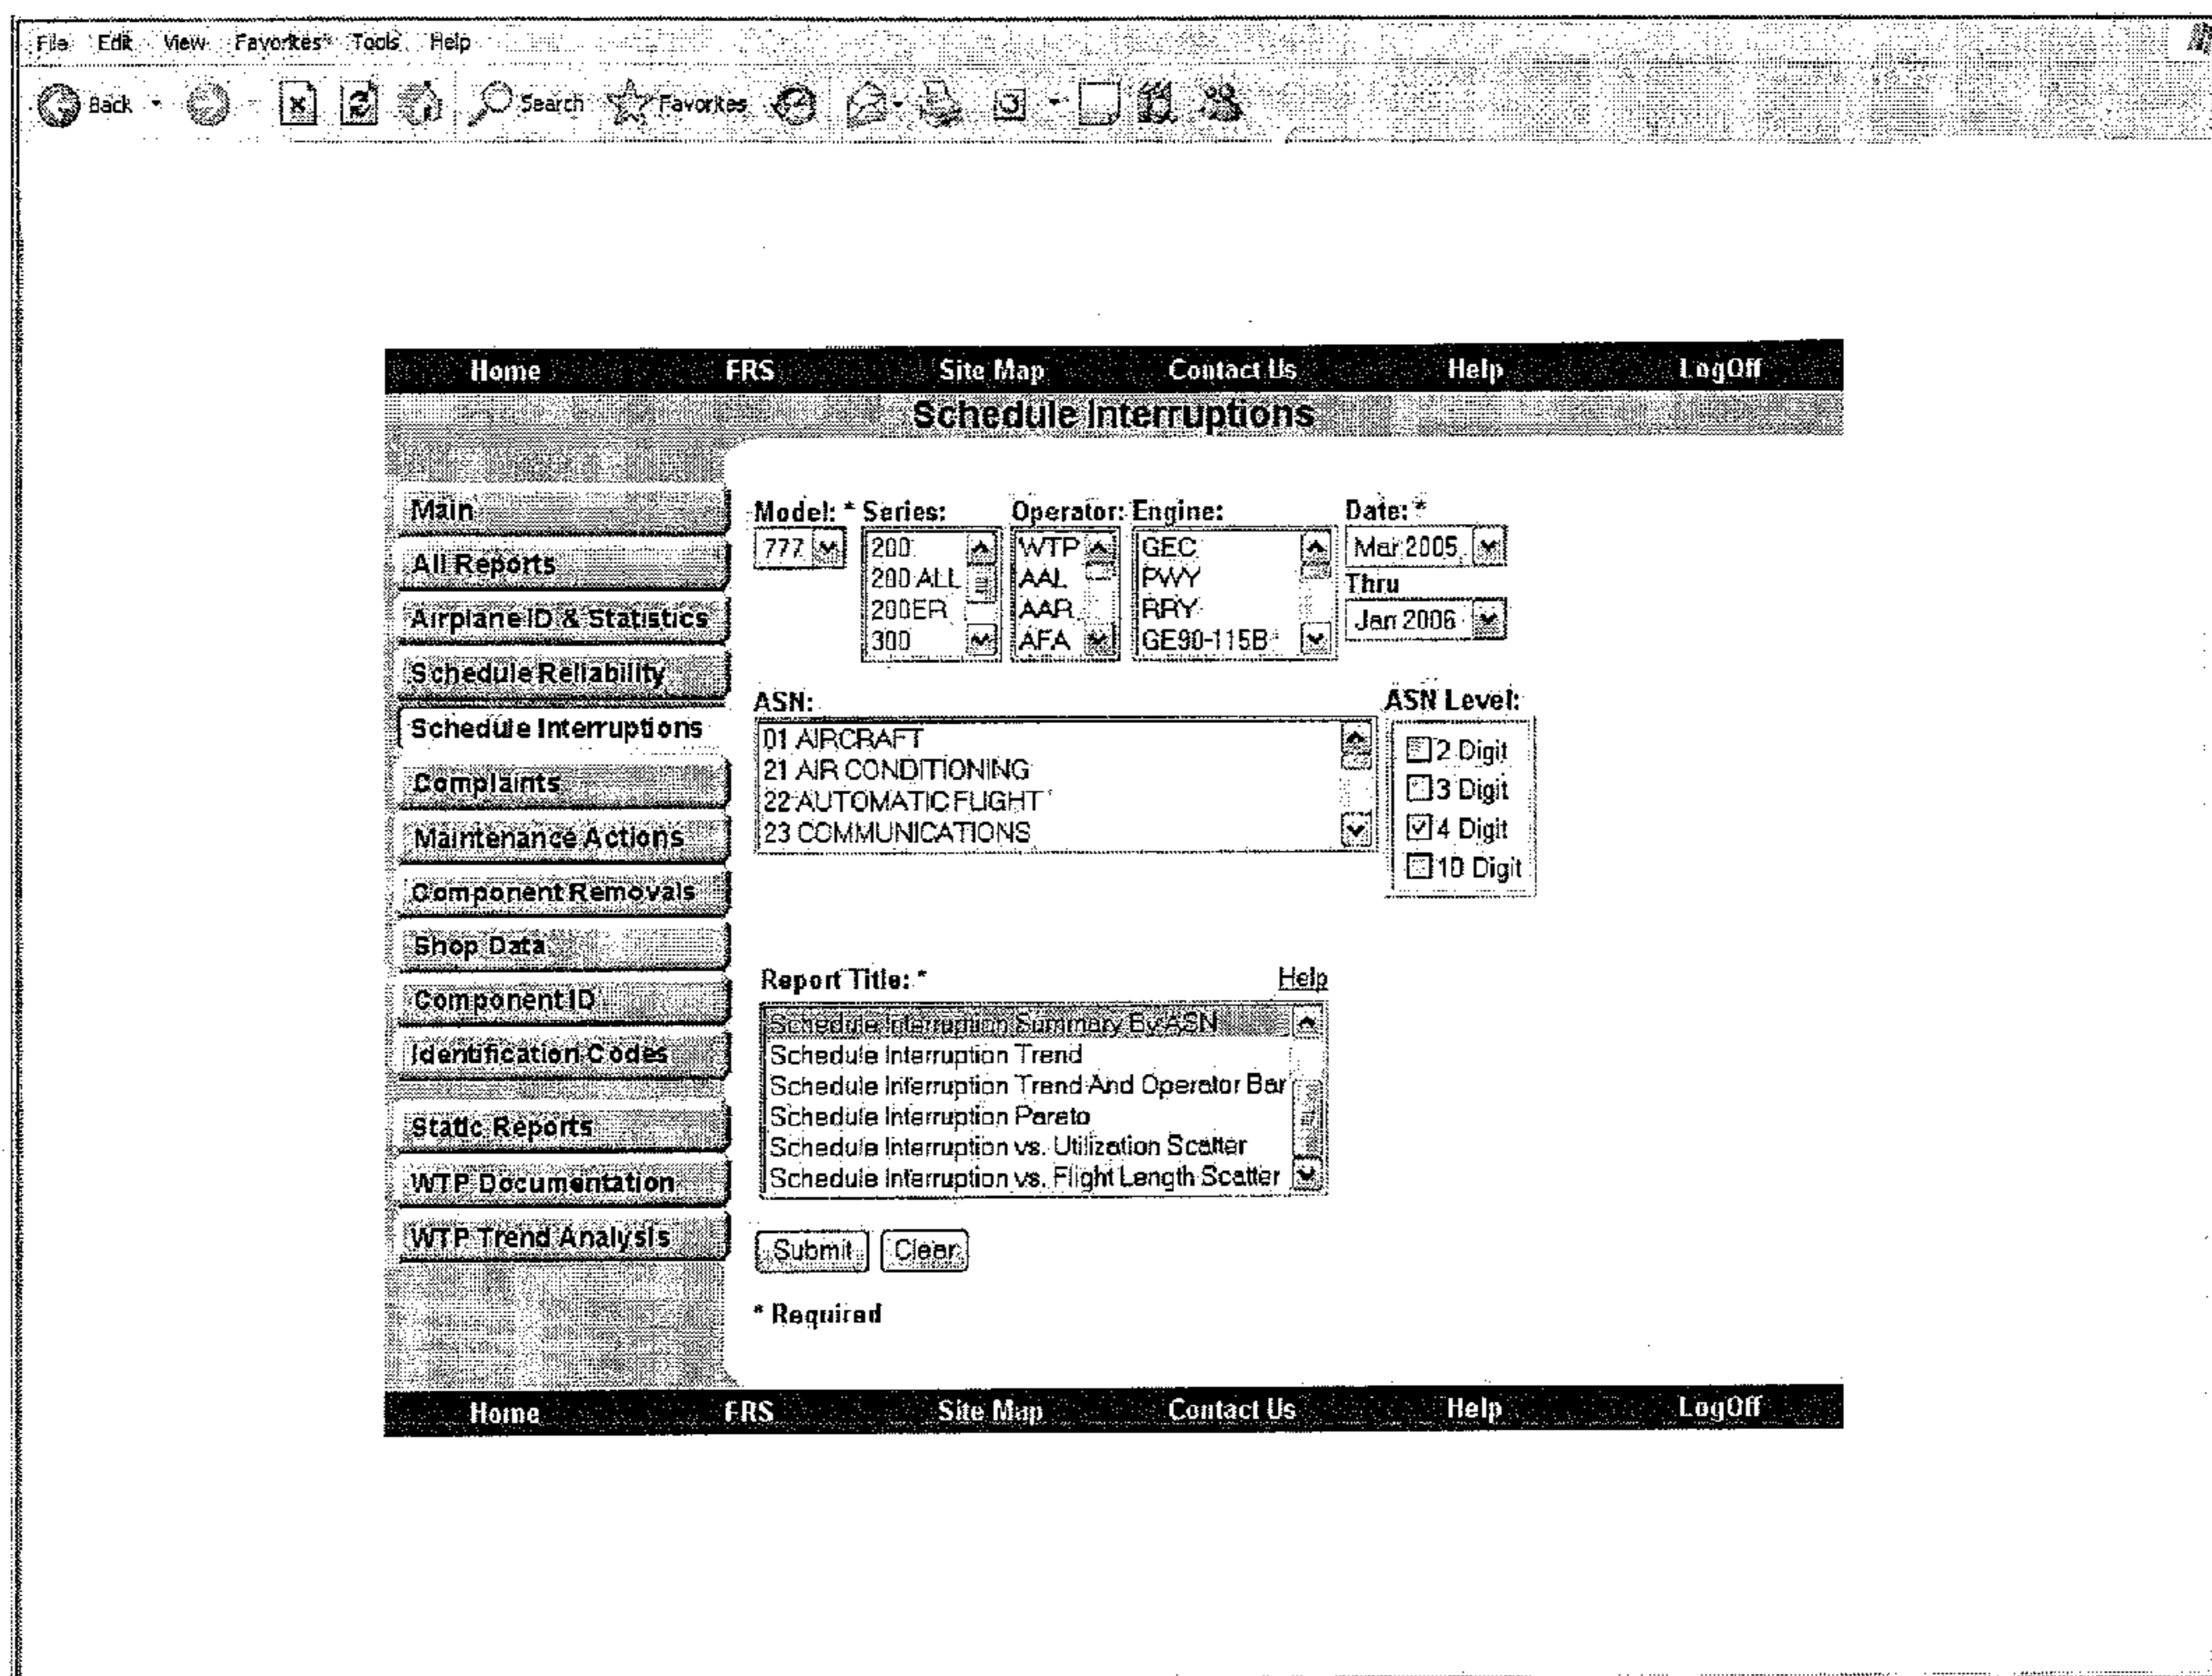 File Edit View Favorites Tools Help
Back Search Favorites
Home FRS Site Map Contact Us Help LogOff
Schedule Interruptions
Main
All Reports
Airplane ID & Statistics
Schedule Reliability
Schedule Interruptions
Complaints
Maintenance Actions
Component Removals
Shop Data
Component ID
Identification Codes
Static Reports
WTP Documentation
WTP Trend Analysis
Model: * Series: Operator: Engine: Date: *
777 200 WTP GEC Mar 2005
200 ALL AAL PWY Thru
200ER AAR RRY Jan 2006
300 AFA GE90-115B
ASN: ASN Level:
01 AIRCRAFT
21 AIR CONDITIONING
22 AUTOMATIC FLIGHT
23 COMMUNICATIONS
2 Digit
3 Digit
4 Digit
10 Digit
Report Title: * Help
Schedule Interruption Summary By ASN
Schedule Interruption Trend
Schedule Interruption Trend And Operator Bar
Schedule Interruption Pareto
Schedule Interruption vs. Utilization Scatter
Schedule Interruption vs. Flight Length Scatter
Submit Clear
* Required
Home FRS Site Map Contact Us Help LogOff